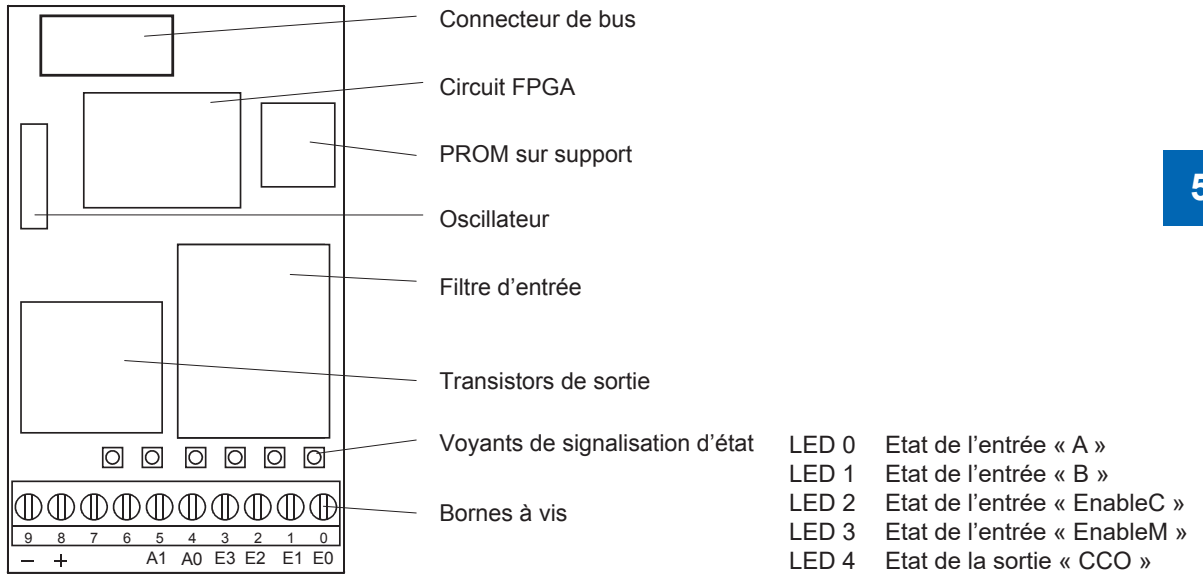 Connecteur de bus
Circuit FPGA
PROM sur support
Oscillateur
Filtre d’entrée
Transistors de sortie
Voyants de signalisation d’état
Bornes à vis
LED 0 Etat de l’entrée « A »
LED 1 Etat de l’entrée « B »
LED 2 Etat de l’entrée « EnableC »
LED 3 Etat de l’entrée « EnableM »
LED 4 Etat de la sortie « CCO »
9 8 7 6 5 4 3 2 1 0
– + A1 A0 E3 E2 E1 E0
5